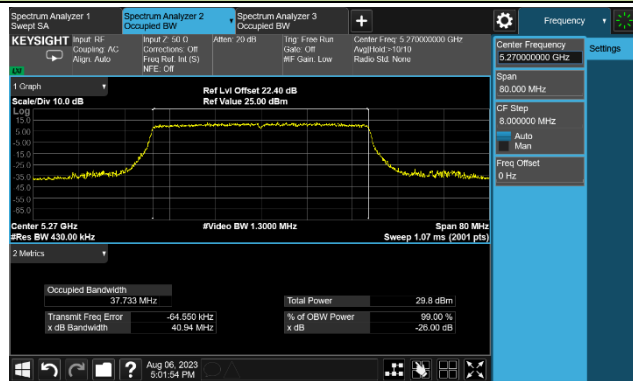 Spectrum Analyzer 1
Swept SA
Spectrum Analyzer 2
Occupied BW
Spectrum Analyzer 3
Occupied BW
Frequency
KEYSIGHT
Input: RF
Coupling: AC
Align: Auto
Input Z: 50 Ω
Corrections: Off
Freq Ref: Int (S)
NFE: Off
Atten: 20 dB
Trig: Free Run
Gate: Off
#IF Gain: Low
Center Freq: 5.270000000 GHz
Avg|Hold:>10/10
Radio Std: None
Center Frequency
5.270000000 GHz
Settings
Span
80.000 MHz
CF Step
8.000000 MHz
Auto
Man
Freq Offset
0 Hz
1 Graph
Scale/Div 10.0 dB
Ref Lvl Offset 22.40 dB
Ref Value 25.00 dBm
Log
15.0
5.00
-5.00
-15.0
-25.0
-35.0
-45.0
-55.0
-65.0
Center 5.27 GHz
#Res BW 430.00 kHz
#Video BW 1.3000 MHz
Span 80 MHz
Sweep 1.07 ms (2001 pts)
2 Metrics
Occupied Bandwidth
37.733 MHz
Total Power 29.8 dBm
Transmit Freq Error -64.550 kHz
% of OBW Power 99.00 %
x dB Bandwidth 40.94 MHz
x dB -26.00 dB
?
Aug 06, 2023
5:01:54 PM